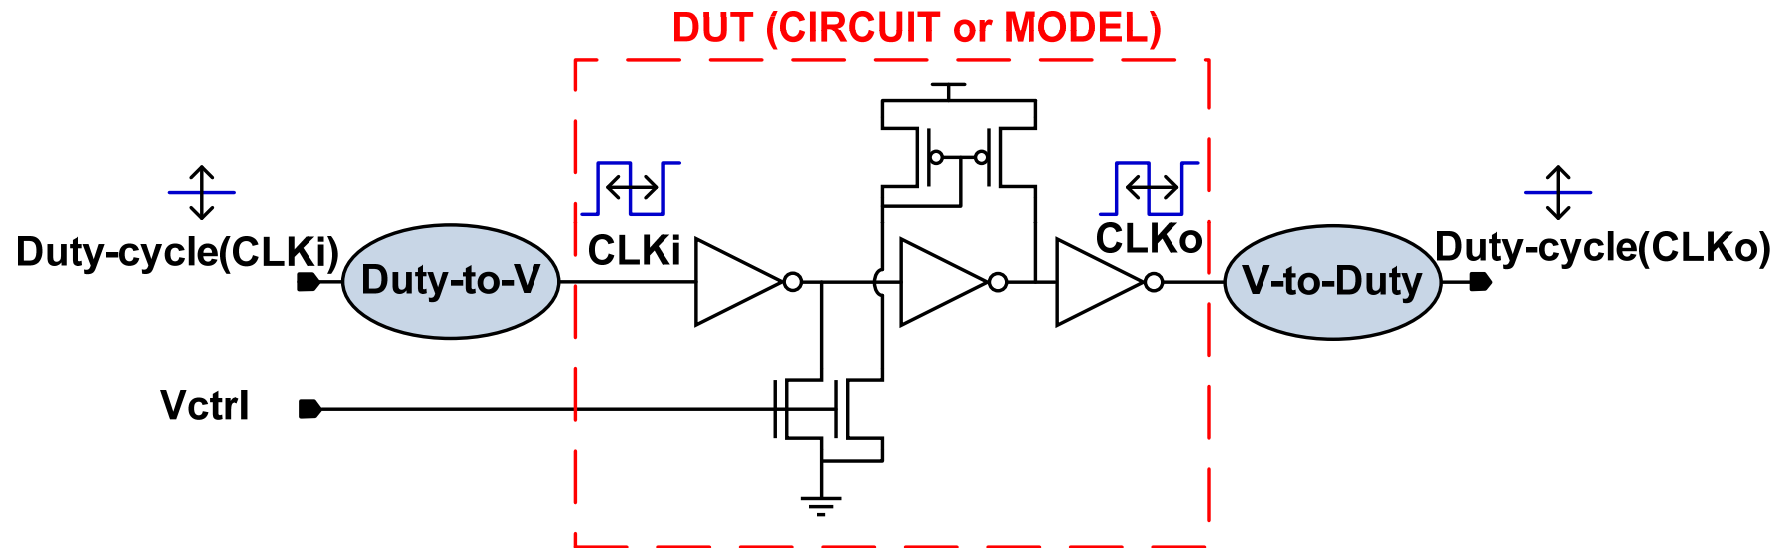 DUT (CIRCUIT or MODEL)
Duty-cycle(CLKi)
Duty-to-V
CLKi
CLKo
V-to-Duty
Duty-cycle(CLKo)
Vctrl